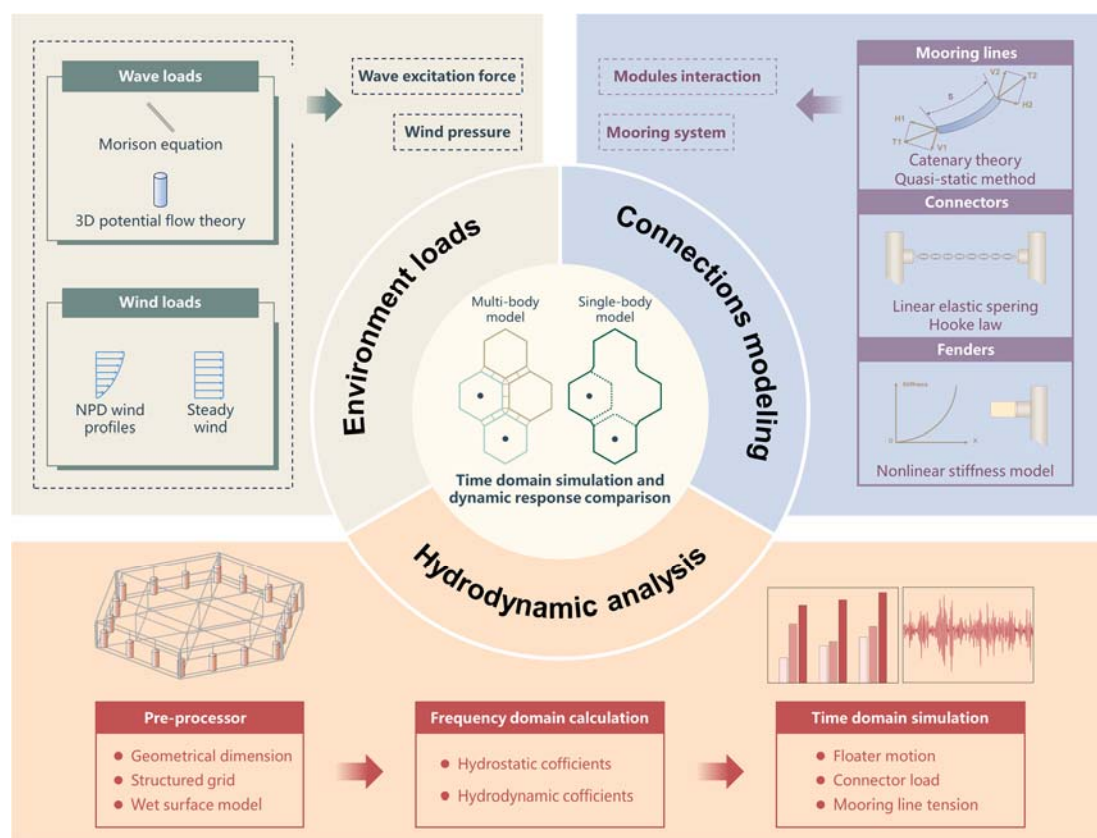 Wave loads
Morison equation
3D potential flow theory
Wind loads
NPD wind
profiles
Steady
wind
Wave excitation force
Wind pressure
Environment loads
Modules interaction
Mooring system
Mooring lines
V2
T2
S
H2
H1
T1
V1
Catenary theory
Quasi-static method
Connectors
Linear elastic spering
Hooke law
Fenders
Stiffness
0
X
Nonlinear stiffness model
Connections modeling
Multi-body
model
Single-body
model
Time domain simulation and
dynamic response comparison
Hydrodynamic analysis
Pre-processor
Geometrical dimension
Structured grid
Wet surface model
Frequency domain calculation
Hydrostatic cofficients
Hydrodynamic cofficients
Time domain simulation
Floater motion
Connector load
Mooring line tension